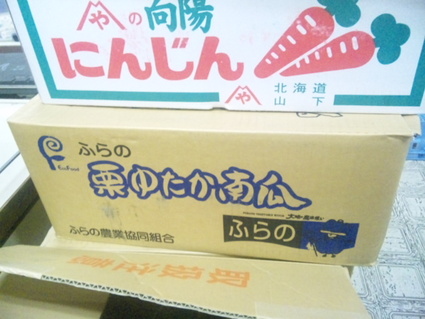 や の 向陽
にんじん
や 北海道
山下
ふらの
栗ゆたか南瓜
ふらの農業協同組合
ふらの